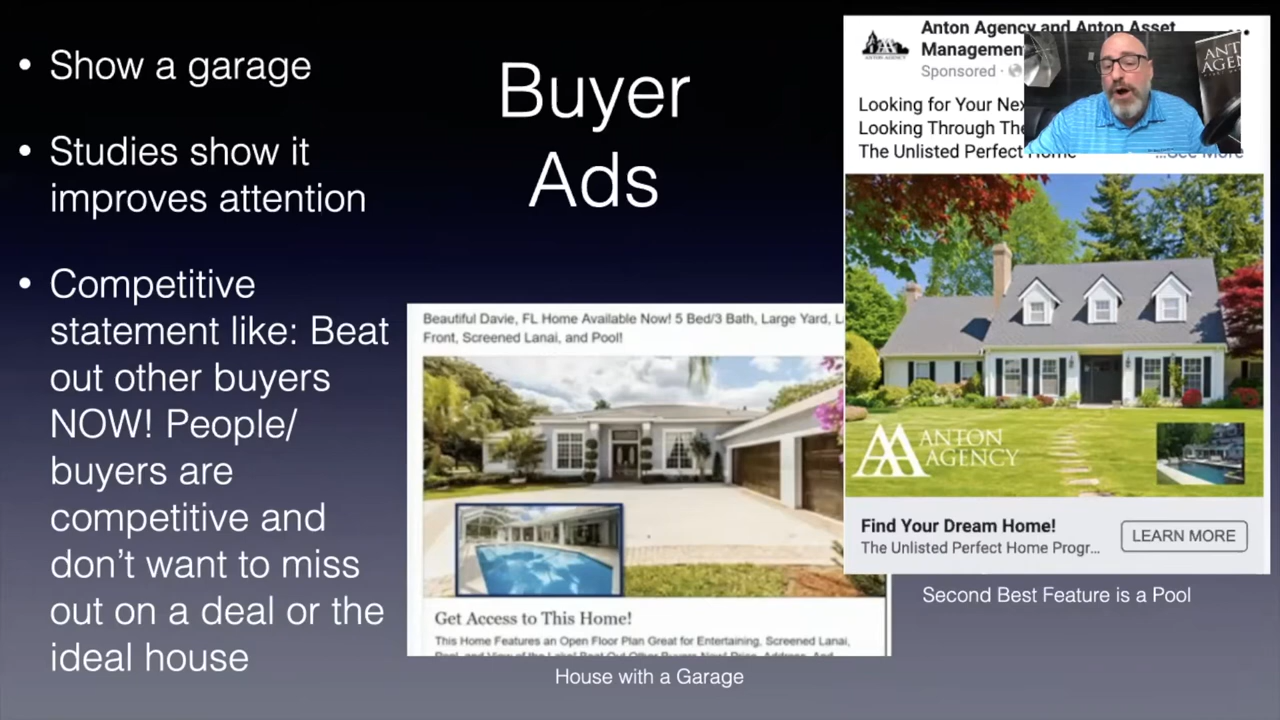 • Show a garage
• Studies show it
improves attention
• Competitive
statement like: Beat
out other buyers
NOW! People/
buyers are
competitive and
don't want to miss
out on a deal or the
ideal house
Buyer
Ads
Beautiful Davie, FL Home Available Now! 5 Bed/3 Bath, Large Yard,
Front, Screened Lanai, and Pool!
Get Access to This Home!
This Home Features an Open Floor Plan Great for Entertaining, Screened Lanai,
House with a Garage
Anton Agency and Anton Asset
Management
Sponsored ·
ANTON AGENCY
Looking for Your
Looking Through
The Unlisted Perfect Home
...See More
ANTON
AGENCY
Find Your Dream Home!
The Unlisted Perfect Home Progr...
LEARN MORE
Second Best Feature is a Pool